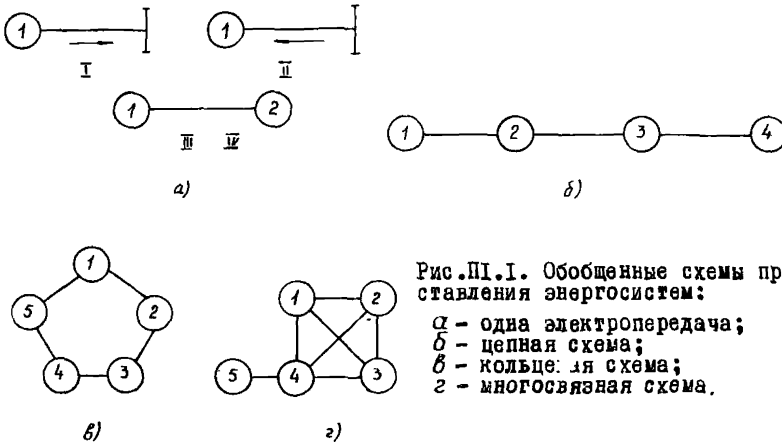 1 1
I II
1 2
III IV
1 2 3 4
а) б)
1
5 2
4 3
1 2
5 4 3
в) г)
Рис.П1.I. Обобщенные схемы пр
ставления энергосистем:
а - одна электропередача;
б - цепная схема;
в - схема;
г - многосвязная схема.